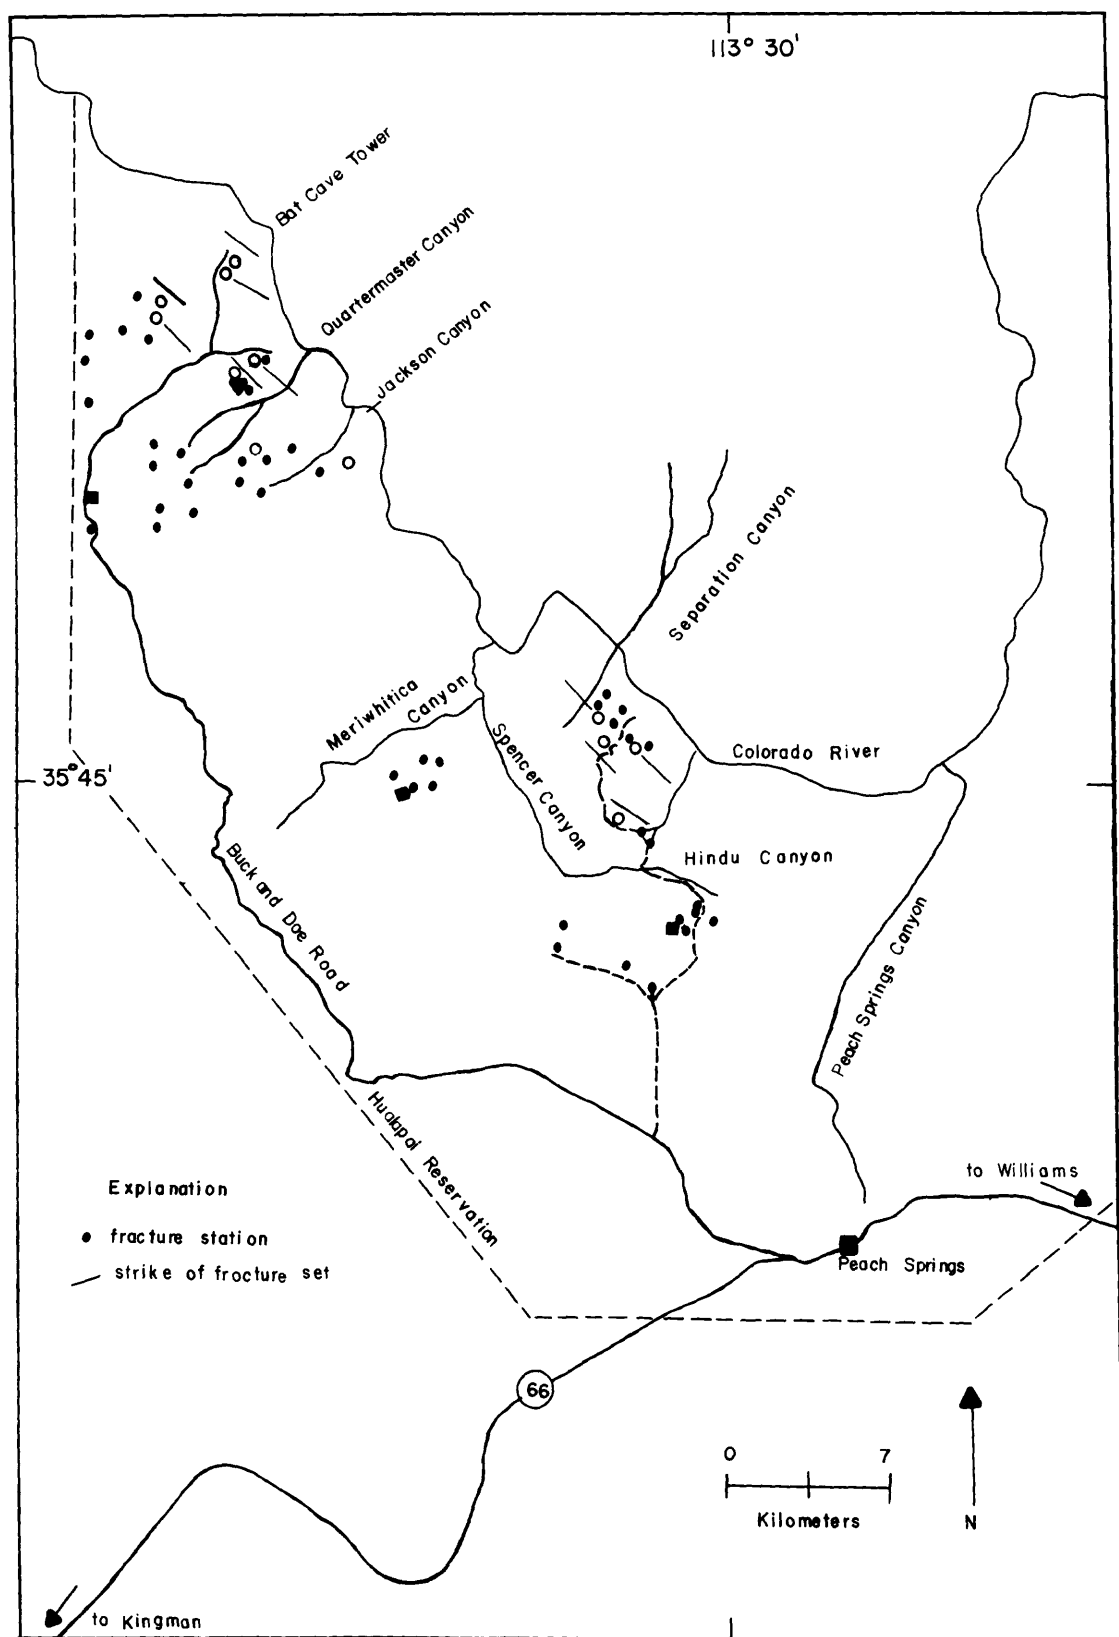 113° 30'
Bat Cave Tower
Quartermaster Canyon
Jackson Canyon
Separation Canyon
Meriwhitica
Canyon
Spencer Canyon
Colorado River
35° 45'
Hindu Canyon
Buck and Doe Road
Peach Springs Canyon
Hualapai Reservation
to Williams
Explanation
fracture station
strike of frocture set
Peach Springs
66
0 7
Kilometers
N
to Kingman